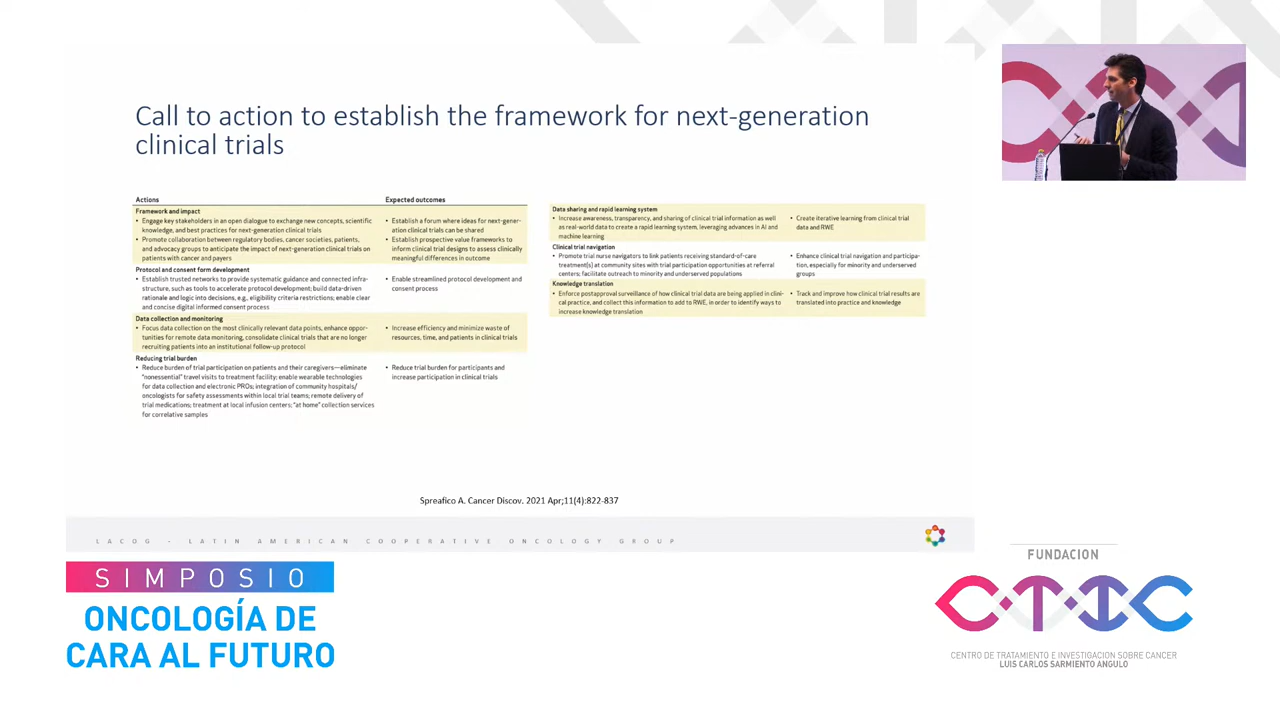 Call to action to establish the framework for next-generation
clinical trials
Actions
Expected outcomes
Framework and impact
• Engage key stakeholders in an open dialogue to exchange new concepts, scientific
knowledge, and best practices for next-generation clinical trials
• Promote collaboration between regulatory bodies, cancer societies, patients,
and advocacy groups to anticipate the impact of next-generation clinical trials on
patients with cancer and payers
• Establish a forum where ideas for next-gener-
ation clinical trials can be shared
• Establish prospective value frameworks to
inform clinical trial designs to assess clinically
meaningful differences in outcome
Protocol and consent form development
• Establish trusted networks to provide systematic guidance and connected infra-
structure, such as tools to accelerate protocol development; build data-driven
rationale and logic into decisions, e.g., eligibility criteria restrictions; enable clear
and concise digital informed consent process
• Enable streamlined protocol development and
consent process
Data collection and monitoring
• Focus data collection on the most clinically relevant data points, enhance oppor-
tunities for remote data monitoring, consolidate clinical trials that are no longer
recruiting patients into an institutional follow-up protocol
• Increase efficiency and minimize waste of
resources, time, and patients in clinical trials
Reducing trial burden
• Reduce burden of trial participation on patients and their caregivers—eliminate
"nonessential" travel visits to treatment facility; enable wearable technologies
for data collection and electronic PROs; integration of community hospitals/
oncologists for safety assessments within local trial teams; remote delivery of
trial medications; treatment at local infusion centers; "at home" collection services
for correlative samples
• Reduce trial burden for participants and
increase participation in clinical trials
Data sharing and rapid learning system
• Increase awareness, transparency, and sharing of clinical trial information as well
as real-world data to create a rapid learning system, leveraging advances in AI and
machine learning
• Create iterative learning from clinical trial
data and RWE
Clinical trial navigation
• Promote trial nurse navigators to link patients receiving standard-of-care
treatment(s) at community sites with trial participation opportunities at referral
centers; facilitate outreach to minority and underserved populations
• Enhance clinical trial navigation and participa-
tion, especially for minority and underserved
groups
Knowledge translation
• Enforce postapproval surveillance of how clinical trial data are being applied in clini-
cal practice, and collect this information to add to RWE, in order to identify ways to
increase knowledge translation
• Track and improve how clinical trial results are
translated into practice and knowledge
Spreafico A. Cancer Discov. 2021 Apr;11(4):822-837
LACOG - LATIN AMERICAN COOPERATIVE ONCOLOGY GROUP
SIMPOSIO
ONCOLOGÍA DE
CARA AL FUTURO
FUNDACION
CTIC
CENTRO DE TRATAMIENTO E INVESTIGACION SOBRE CANCER
LUIS CARLOS SARMIENTO ANGULO